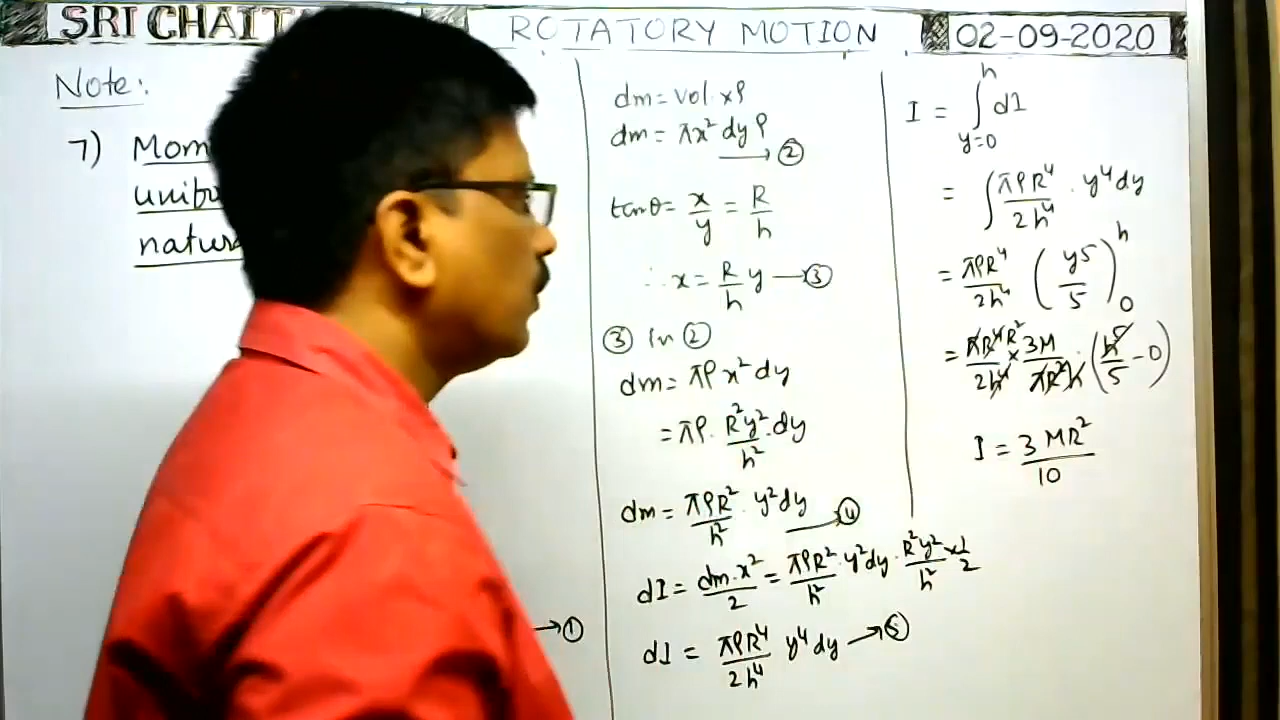 SRI CHAIT
ROTATORY MOTION
02-09-2020
Note:
7) Mom
natur
→①
dm = vol. x ρ
dm = πx² dy ρ → ②
tanθ = x/y = R/h
∴ x = R/h y —③
③ in ②
dm = πρ x² dy
= πρ. R²y²/h² . dy
dm = πρR²/h² . y²dy → ④
dI = dm.x²/2 = πρR²/h² . y²dy . R²y²/h² x 1/2
dI = πρR⁴/2h⁴ y⁴dy → ⑤
I = ∫_{y=0}^{h} dI
= ∫ πρR⁴/2h⁴ . y⁴dy
= πρR⁴/2h⁴ (y5/5)_0^h
= πR⁴R²/2h⁴ x 3M/πR²h . (h⁵/5 - 0)
I = 3 MR²/10